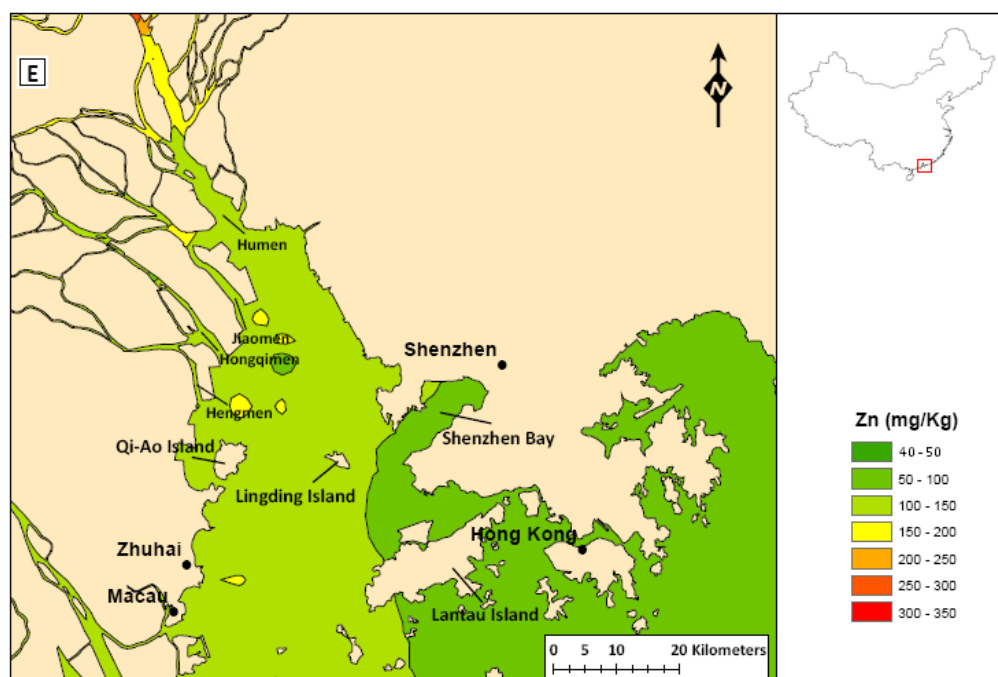 E
N
Humen
Jiaomen
Hongqimen
Shenzhen
Hengmen
Shenzhen Bay
Qi-Ao Island
Lingding Island
Zhuhai
Hong Kong
Macau
Lantau Island
0 5 10 20 Kilometers
Zn (mg/Kg)
40 - 50
50 - 100
100 - 150
150 - 200
200 - 250
250 - 300
300 - 350